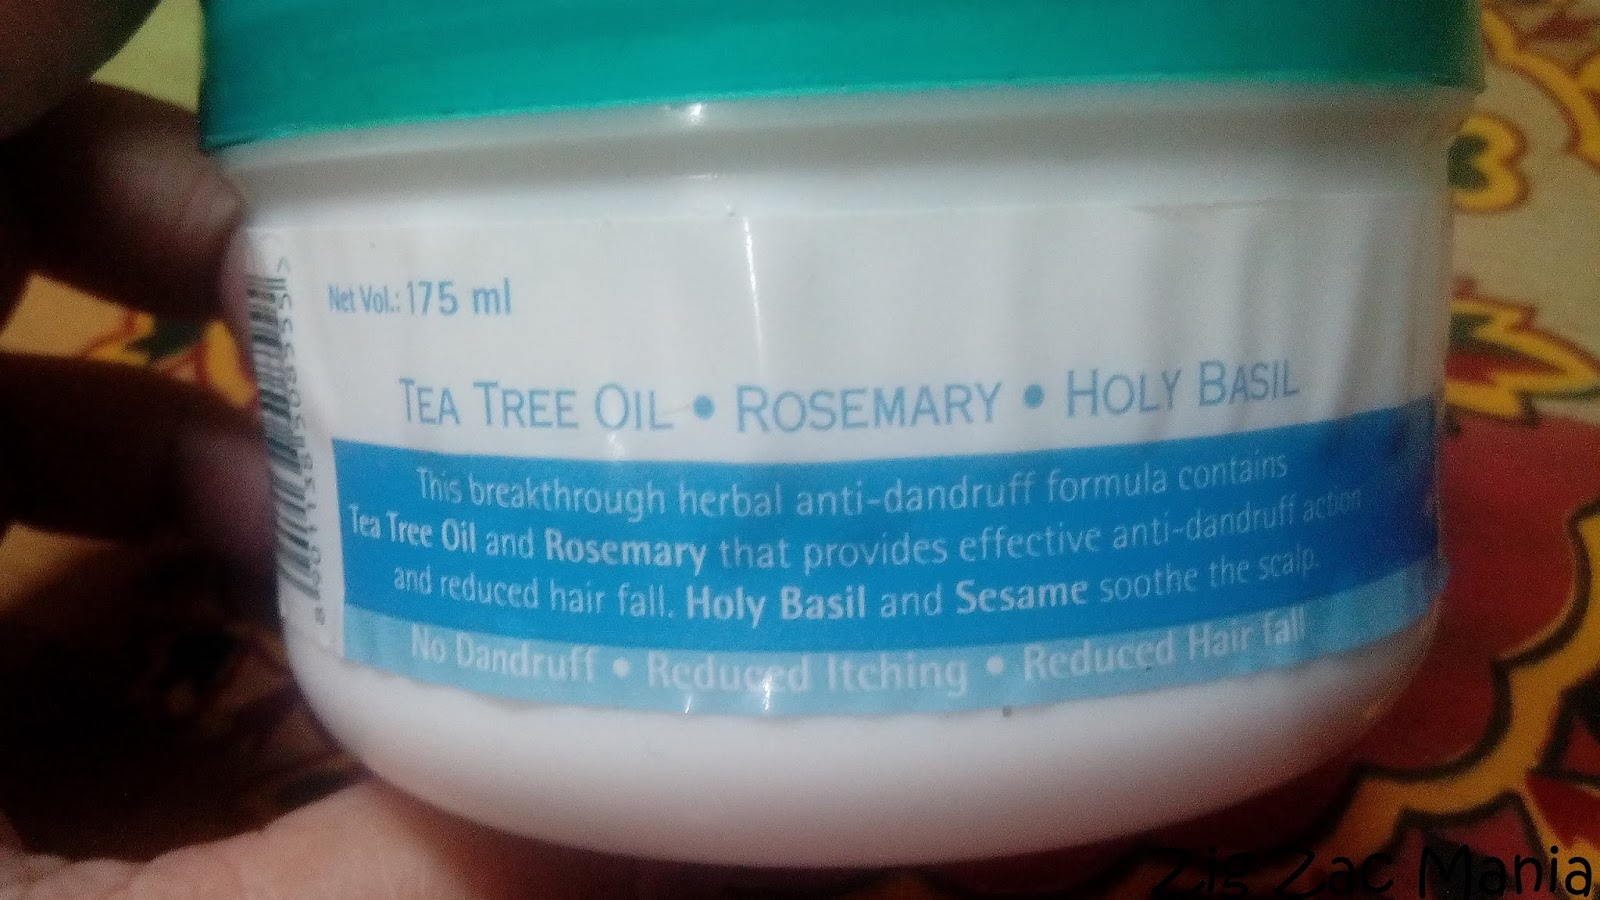 Net Vol.: 175 ml
TEA TREE OIL • ROSEMARY • HOLY BASIL
This breakthrough herbal anti-dandruff formula contains
Tea Tree Oil and Rosemary that provides effective anti-dandruff action
and reduced hair fall. Holy Basil and Sesame soothe the scalp.
No Dandruff • Reduced Itching • Reduced Hair fall
Zig Zac Mania